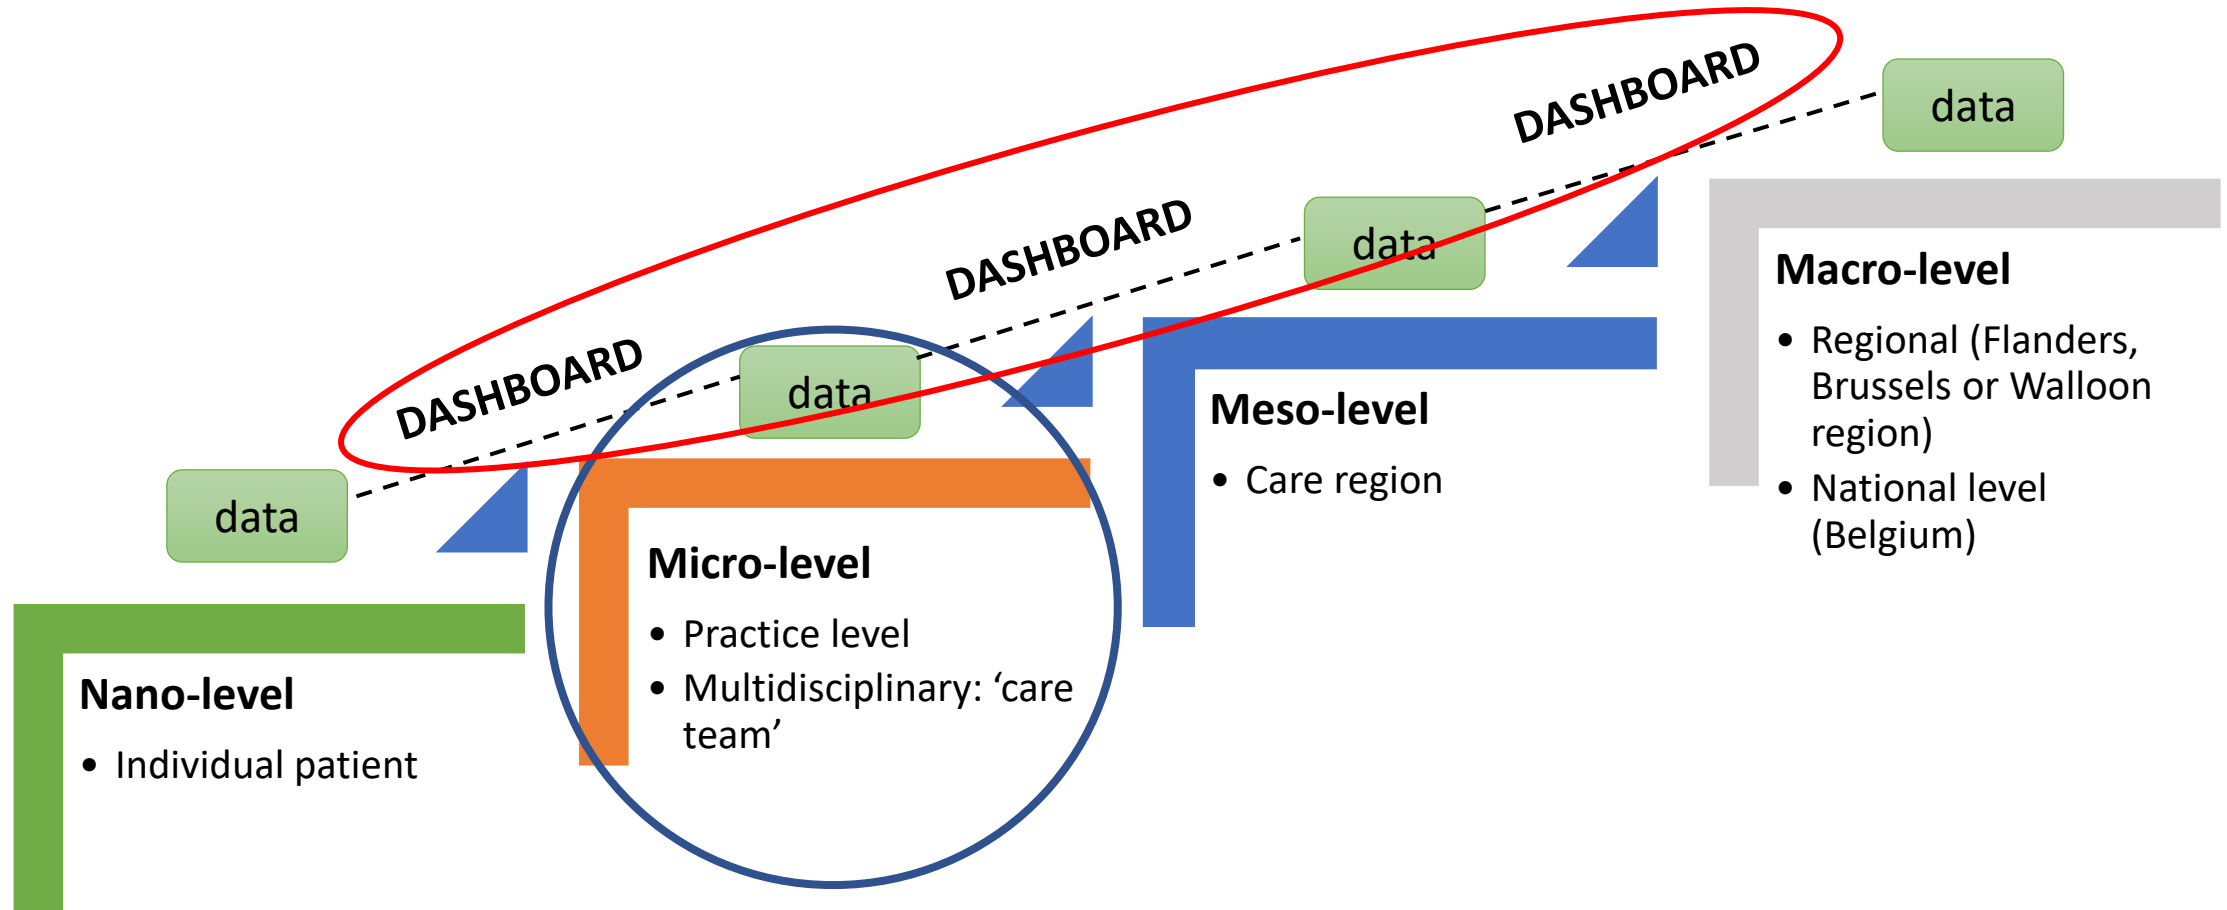 DASHBOARD
DASHBOARD
DASHBOARD
data
data
data
data
Nano-level
• Individual patient
Micro-level
• Practice level
• Multidisciplinary: ‘care
team’
Meso-level
• Care region
Macro-level
• Regional (Flanders,
Brussels or Walloon
region)
• National level
(Belgium)